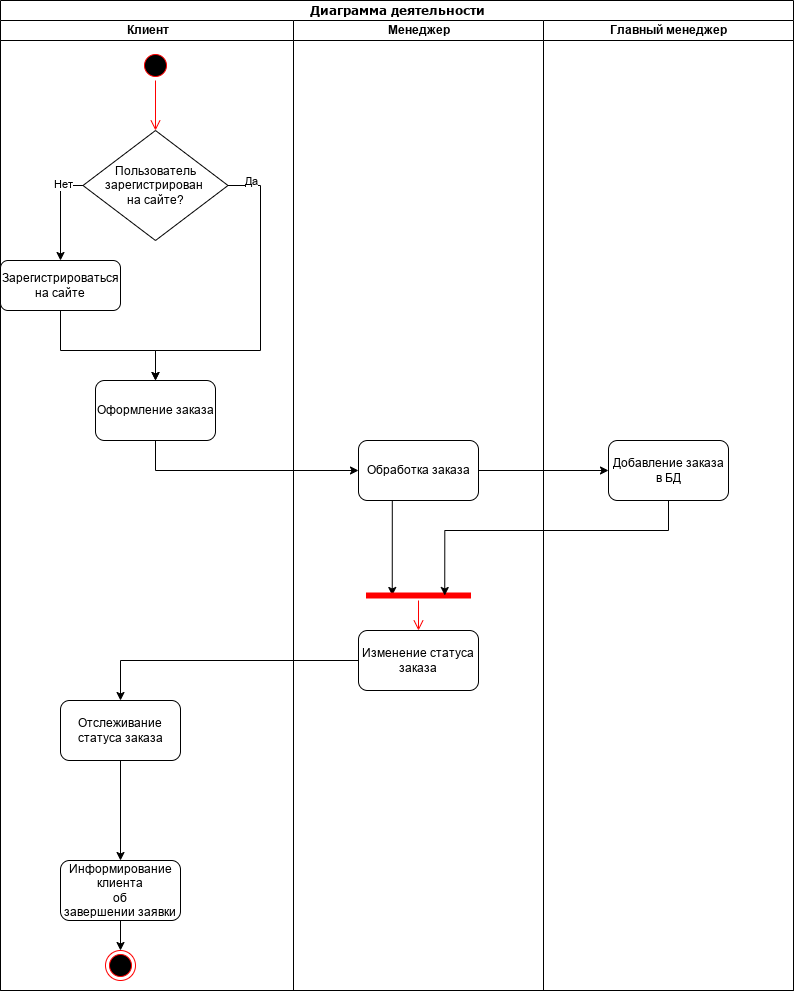 Диаграмма деятельности
Клиент
Менеджер
Главный менеджер
Пользователь
зарегистрирован
на сайте?
Нет
Да
Зарегистрироваться
на сайте
Оформление заказа
Обработка заказа
Добавление заказа
в БД
Изменение статуса
заказа
Отслеживание
статуса заказа
Информирование
клиента
об
завершении заявки